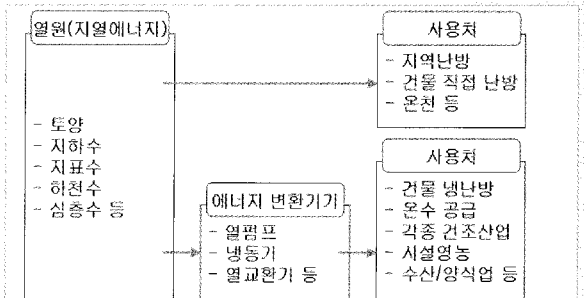 열원(지열에너지)
- 토양
- 지하수
- 지표수
- 하천수
- 심층수 등
사용처
- 지역난방
- 건물 직접 난방
- 온천 등
에너지 변환기기
- 열펌프
- 냉동기
- 열교환기 등
사용처
- 건물 냉난방
- 온수 공급
- 각종 건조산업
- 시설영농
- 수산/양식업 등